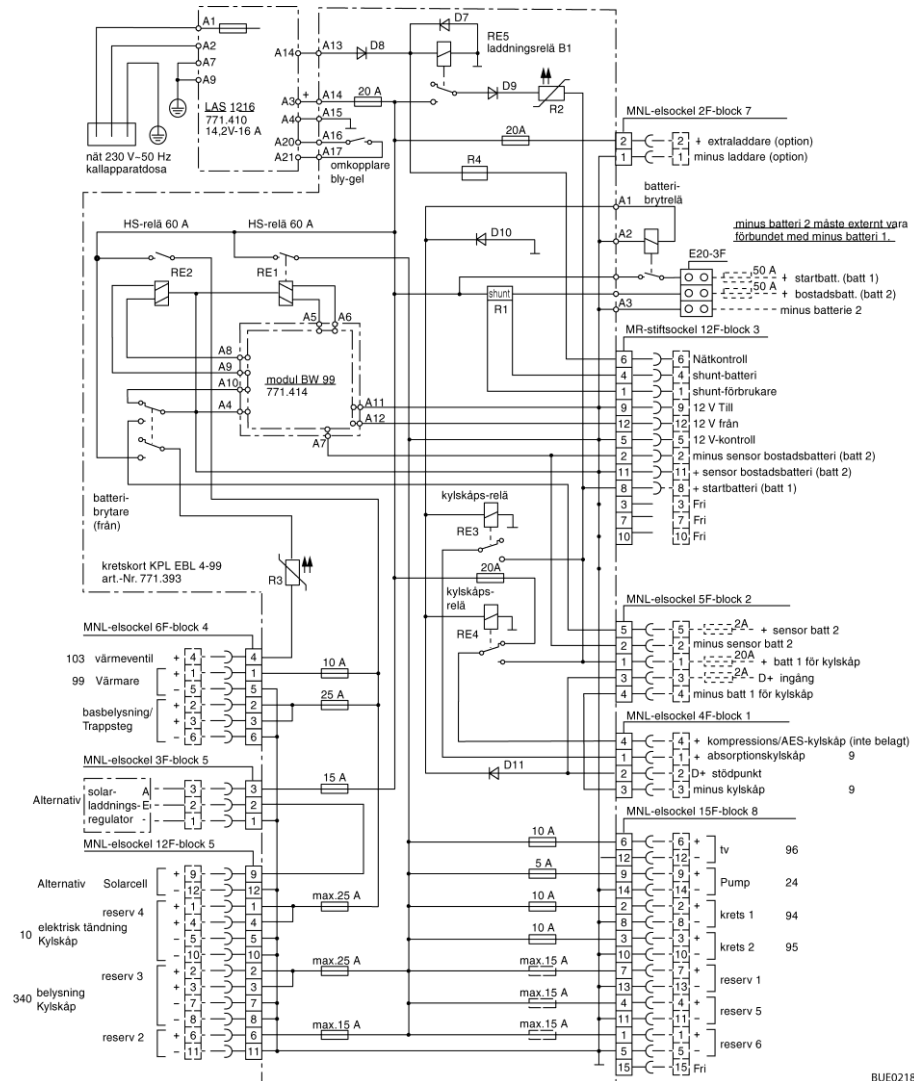 A1
A2
A7
A9
A14
A13
D8
D7
RE5
laddningsrelä B1
D9
R2
A3
+
A14
20 A
A4
A15
A20
A16
A21
A17
omkopplare
bly-gel
LAS 1216
771.410
14,2V-16 A
nät 230 V~50 Hz
kallapparatdosa
20A
R4
MNL-elsockel 2F-block 7
2 2 + extraladdare (option)
1 1 minus laddare (option)
batteri-
brytrelä
A1
A2
A3
D10
minus batteri 2 måste externt vara
förbundet med minus batteri 1.
E20-3F
50 A + startbatt. (batt 1)
50 A + bostadsbatt. (batt 2)
minus batterie 2
shunt
R1
HS-relä 60 A
HS-relä 60 A
RE2
RE1
A5
A6
A8
A9
A10
A4
modul BW 99
771.414
A11
A12
A7
batteri-
brytare
(från)
kretskort KPL EBL 4-99
art.-Nr. 771.393
R3
MR-stiftsockel 12F-block 3
6 6 Nätkontroll
4 4 shunt-batteri
1 1 shunt-förbrukare
9 9 12 V Till
12 12 12 V från
5 5 12 V-kontroll
2 2 minus sensor bostadsbatteri (batt 2)
11 11 + sensor bostadsbatteri (batt 2)
8 8 + startbatteri (batt 1)
3 3 Fri
7 7 Fri
10 10 Fri
kylskåps-relä
RE3
20A
kylskåps-
relä
RE4
D11
MNL-elsockel 5F-block 2
5 5 2A + sensor batt 2
2 2 minus sensor batt 2
1 1 20A + batt 1 för kylskåp
3 3 2A D+ ingång
4 4 minus batt 1 för kylskåp
MNL-elsockel 4F-block 1
4 4 + kompressions/AES-kylskåp (inte belagt)
1 1 + absorptionskylskåp 9
2 2 D+ stödpunkt
3 3 minus kylskåp 9
MNL-elsockel 6F-block 4
103 värmeventil + 4 4
99 Värmare + 1 1 10 A
− 5 5
basbelysning/
Trappsteg
+ 2 2 25 A
+ 3 3
− 6 6
MNL-elsockel 3F-block 5
Alternativ
solar-
laddnings-
regulator
A 3 3 15 A
E 2 2
- 1 1
MNL-elsockel 12F-block 5
Alternativ Solarcell + 9 9
− 12 12
reserv 4 + 1 1 max.25 A
+ 4 4
10 elektrisk tändning
Kylskåp
− 5 5
− 10 10
reserv 3 + 2 2 max.25 A
+ 3 3
340 belysning
Kylskåp
− 7 7
− 8 8
reserv 2 + 6 6 max.15 A
− 11 11
MNL-elsockel 15F-block 8
10 A 6 6 + tv 96
12 12 −
5 A 9 9 + Pump 24
14 14 −
10 A 2 2 + krets 1 94
8 8 −
10 A 3 3 + krets 2 95
10 10 −
max.15 A 7 7 + reserv 1
13 13 −
max.15 A 4 4 + reserv 5
11 11 −
max.15 A 1 1 + reserv 6
5 5 −
15 15 Fri
BUE0218